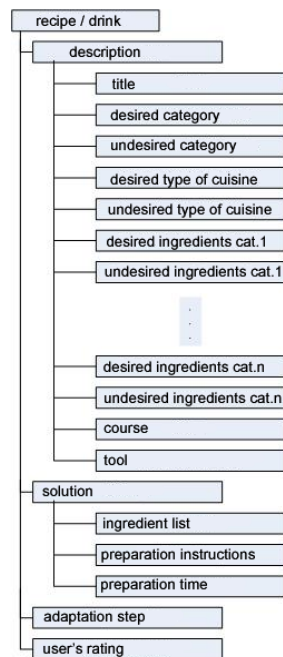 recipe / drink
description
title
desired category
undesired category
desired type of cuisine
undesired type of cuisine
desired ingredients cat.1
undesired ingredients cat.1
.
.
.
desired ingredients cat.n
undesired ingredients cat.n
course
tool
solution
ingredient list
preparation instructions
preparation time
adaptation step
user's rating